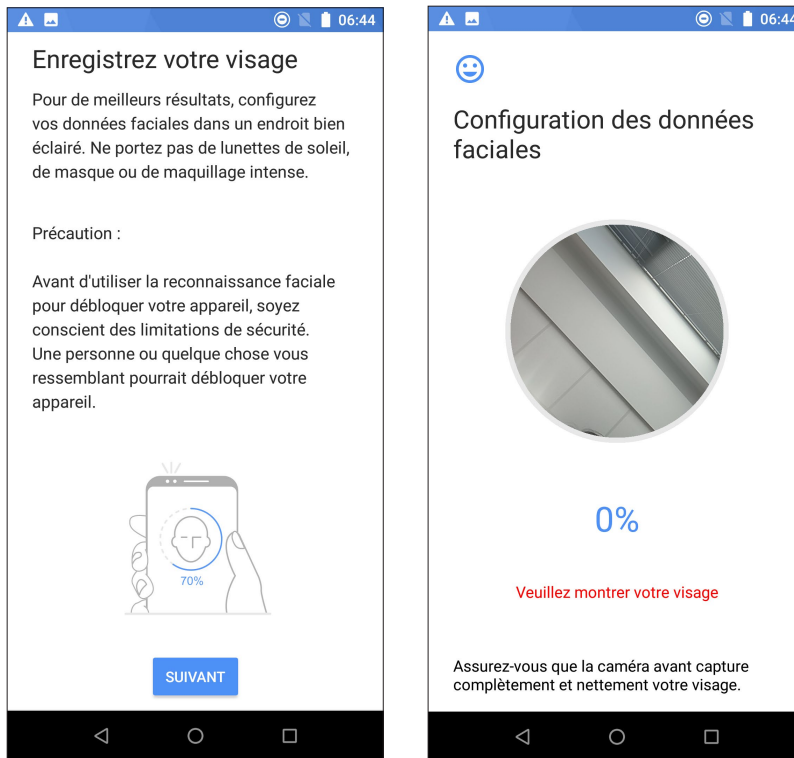 06:44
Enregistrez votre visage
Pour de meilleurs résultats, configurez
vos données faciales dans un endroit bien
éclairé. Ne portez pas de lunettes de soleil,
de masque ou de maquillage intense.
Précaution :
Avant d'utiliser la reconnaissance faciale
pour débloquer votre appareil, soyez
conscient des limitations de sécurité.
Une personne ou quelque chose vous
ressemblant pourrait débloquer votre
appareil.
70%
SUIVANT
06:44
Configuration des données
faciales
0%
Veuillez montrer votre visage
Assurez-vous que la caméra avant capture
complètement et nettement votre visage.